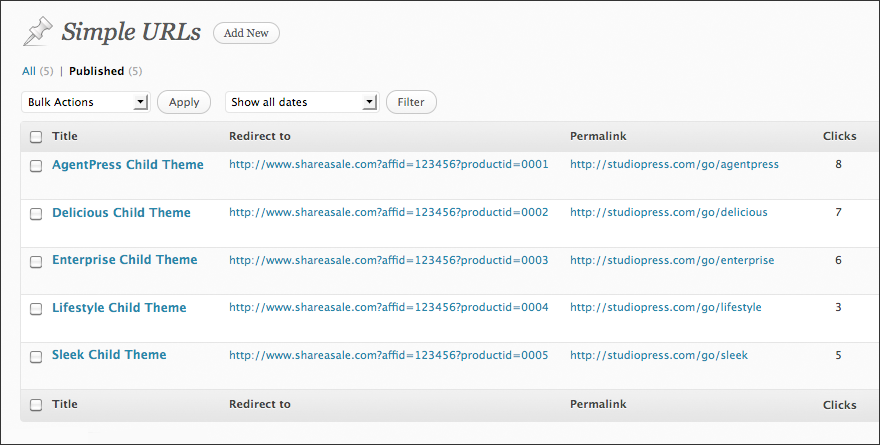 Simple URLs Add New
All (5) | Published (5)
Bulk Actions Apply Show all dates Filter
Title Redirect to Permalink Clicks
AgentPress Child Theme http://www.shareasale.com?affid=123456?productid=0001 http://studiopress.com/go/agentpress 8
Delicious Child Theme http://www.shareasale.com?affid=123456?productid=0002 http://studiopress.com/go/delicious 7
Enterprise Child Theme http://www.shareasale.com?affid=123456?productid=0003 http://studiopress.com/go/enterprise 6
Lifestyle Child Theme http://www.shareasale.com?affid=123456?productid=0004 http://studiopress.com/go/lifestyle 3
Sleek Child Theme http://www.shareasale.com?affid=123456?productid=0005 http://studiopress.com/go/sleek 5
Title Redirect to Permalink Clicks